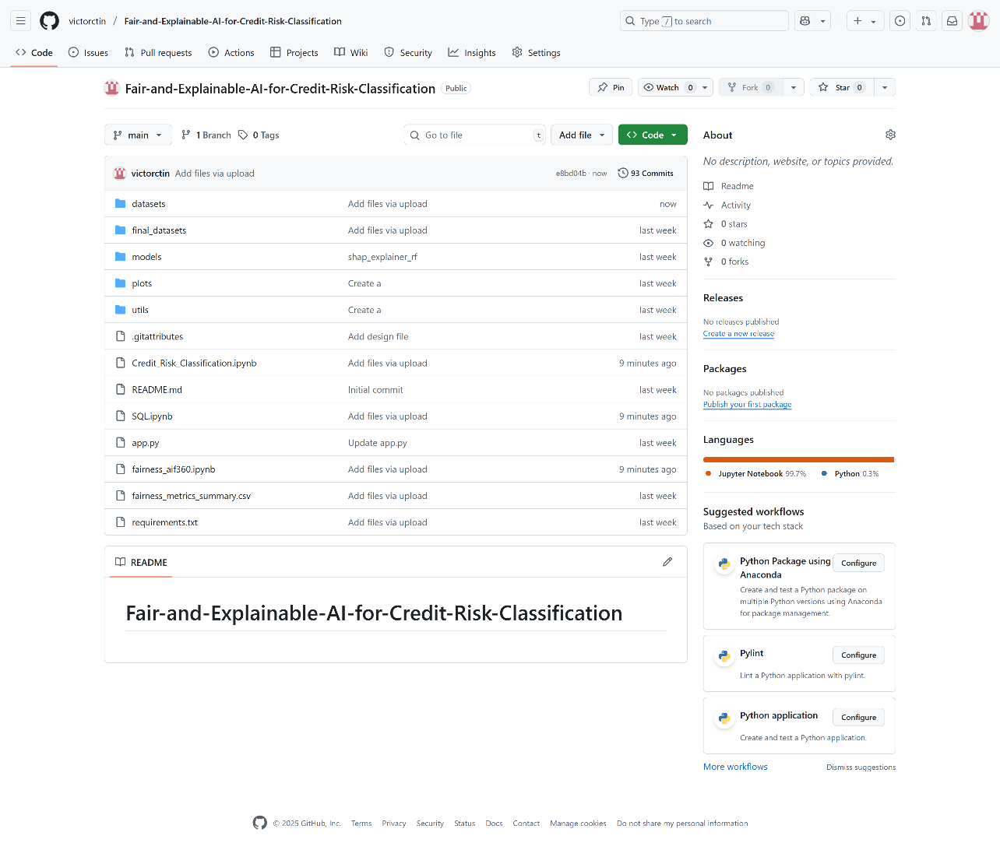 victorctin / Fair-and-Explainable-AI-for-Credit-Risk-Classification
Type / to search
Code Issues Pull requests Actions Projects Wiki Security Insights Settings
Fair-and-Explainable-AI-for-Credit-Risk-Classification Public
Pin Watch 0 Fork 0 Star 0
main 1 Branch 0 Tags Go to file t Add file Code
victorctin Add files via upload e8bd04b · now 93 Commits
datasets Add files via upload now
final_datasets Add files via upload last week
models shap_explainer_rf last week
plots Create a last week
utils Create a last week
.gitattributes Add design file last week
Credit_Risk_Classification.ipynb Add files via upload 9 minutes ago
README.md Initial commit last week
SQL.ipynb Add files via upload 9 minutes ago
app.py Update app.py last week
fairness_aif360.ipynb Add files via upload 9 minutes ago
fairness_metrics_summary.csv Add files via upload last week
requirements.txt Add files via upload last week
README
Fair-and-Explainable-AI-for-Credit-Risk-Classification
About
No description, website, or topics provided.
Readme
Activity
0 stars
0 watching
0 forks
Releases
No releases published
Create a new release
Packages
No packages published
Publish your first package
Languages
Jupyter Notebook 99.7% Python 0.3%
Suggested workflows
Based on your tech stack
Python Package using Configure
Anaconda
Create and test a Python package on
multiple Python versions using Anaconda
for package management.
Pylint Configure
Lint a Python application with pylint.
Python application Configure
Create and test a Python application.
More workflows Dismiss suggestions
© 2025 GitHub, Inc. Terms Privacy Security Status Docs Contact Manage cookies Do not share my personal information